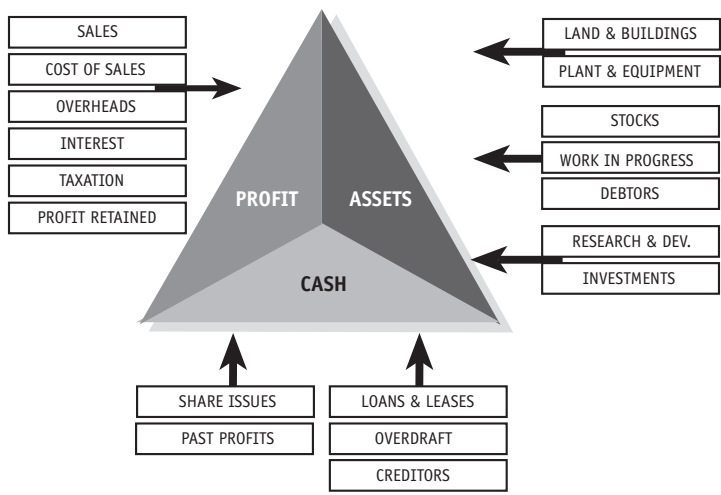 SALES
COST OF SALES
OVERHEADS
INTEREST
TAXATION
PROFIT RETAINED
PROFIT
ASSETS
CASH
LAND & BUILDINGS
PLANT & EQUIPMENT
STOCKS
WORK IN PROGRESS
DEBTORS
RESEARCH & DEV.
INVESTMENTS
SHARE ISSUES
PAST PROFITS
LOANS & LEASES
OVERDRAFT
CREDITORS